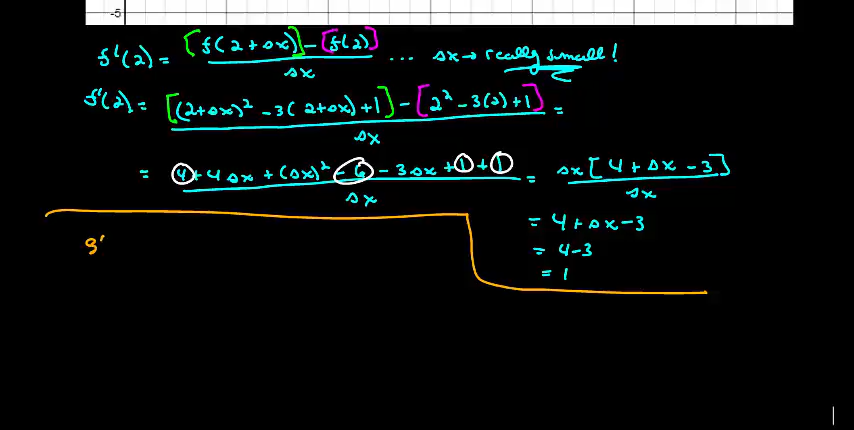 -5
f'(2) = [f(2+Δx)] - [f(2)] / Δx ... Δx → really small!
f'(2) = [(2+Δx)² - 3(2+Δx)+1] - [2² - 3(2)+1] / Δx =
= 4 + 4Δx + (Δx)² - 6 - 3Δx + 1 + 1 / Δx = Δx[4 + Δx - 3] / Δx
= 4 + Δx - 3
= 4 - 3
= 1
g'